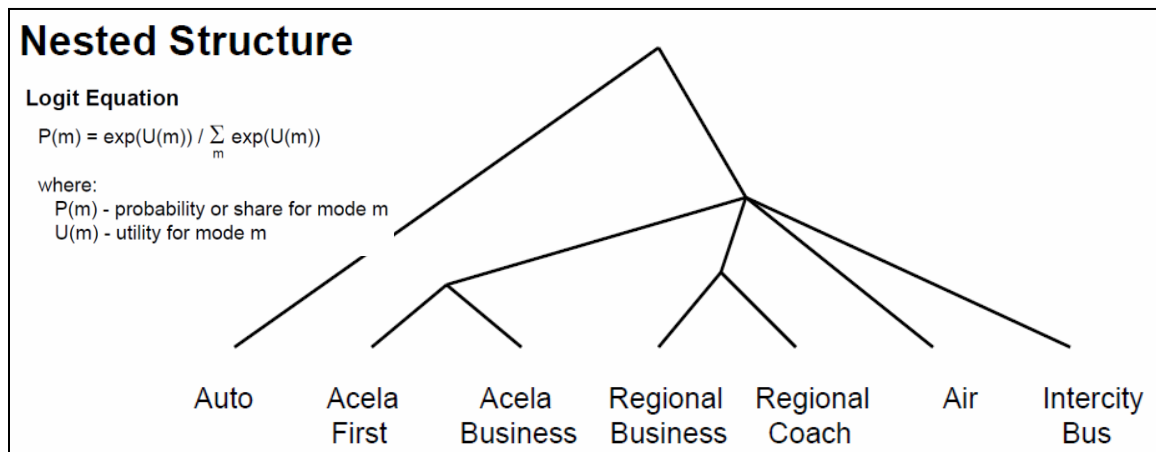 Nested Structure
Logit Equation
P(m) = exp(U(m)) / Σ exp(U(m))
m
where:
P(m) - probability or share for mode m
U(m) - utility for mode m
Auto
Acela
First
Acela
Business
Regional
Business
Regional
Coach
Air
Intercity
Bus